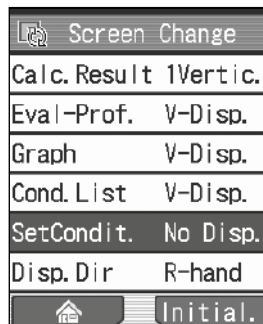 Screen Change
Calc.Result 1Vertic.
Eval-Prof. V-Disp.
Graph V-Disp.
Cond.List V-Disp.
SetCondit. No Disp.
Disp.Dir R-hand
Initial.